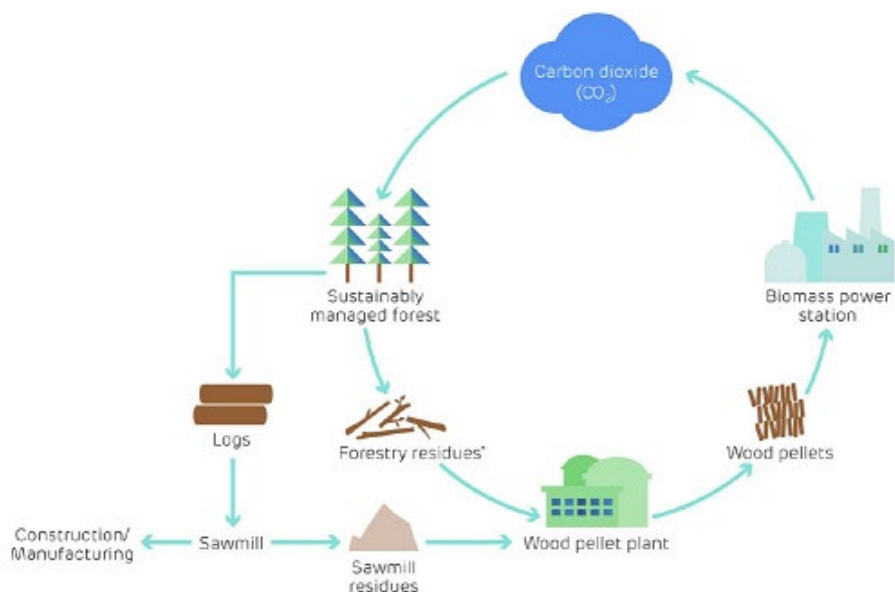 Carbon dioxide
(CO₂)
Sustainably
managed forest
Biomass power
station
Logs
Forestry residues*
Wood pellets
Construction/
Manufacturing
Sawmill
Sawmill
residues
Wood pellet plant